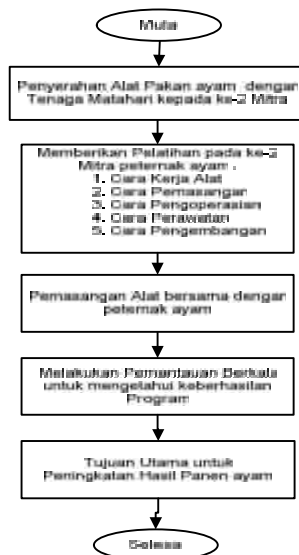 Mulai
Penyerahan Alat Pakan ayam dengan
Tenaga Matahari kepada ke-2 Mitra
Memberikan Pelatihan pada ke-2
Mitra peternak ayam .
1. Cara Kerja Alat
2. Cara Pemasangan
3. Cara Pengoperasian
4. Cara Perawatan
5. Cara Pengembangan
Pemasangan Alat bersama dengan
peternak ayam
Melakukan Pemantauan Berkala
untuk mengetahui keberhasilan
Program
Tujuan Utama untuk
Peningkatan Hasil Panen ayam
Selesai